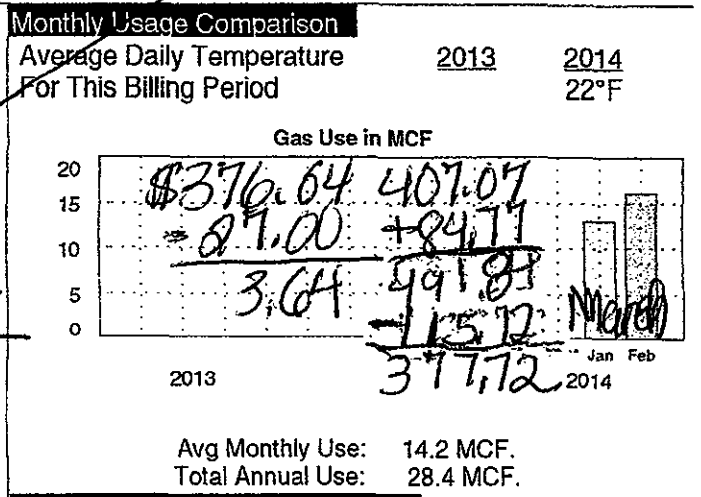 Monthly Usage Comparison
Average Daily Temperature 2013 2014
For This Billing Period 22°F
Gas Use in MCF
20
$376.64 407.07
15
- 27.00 +84.77
10
3.64 491.84
5
-115.72 March
0
377.72
Jan Feb
2013 2014
Avg Monthly Use: 14.2 MCF.
Total Annual Use: 28.4 MCF.